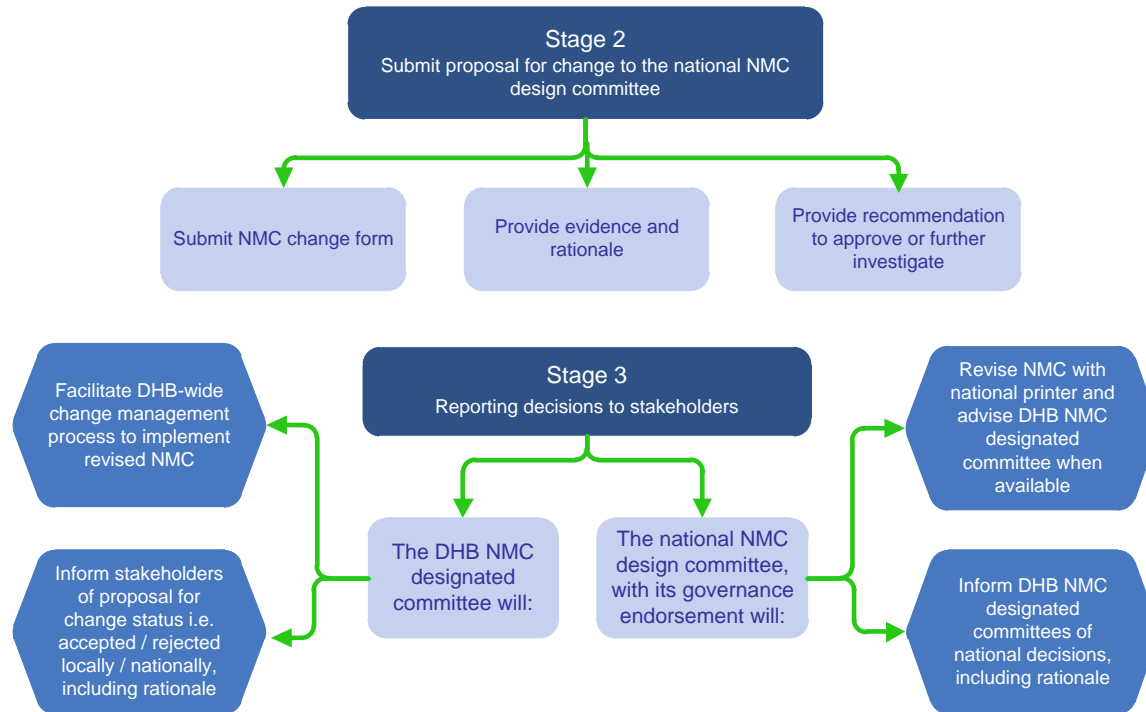 Stage 2
Submit proposal for change to the national NMC
design committee
Submit NMC change form
Provide evidence and
rationale
Provide recommendation
to approve or further
investigate
Stage 3
Reporting decisions to stakeholders
Facilitate DHB-wide
change management
process to implement
revised NMC
Revise NMC with
national printer and
advise DHB NMC
designated
committee when
available
The DHB NMC
designated
committee will:
The national NMC
design committee,
with its governance
endorsement will:
Inform stakeholders
of proposal for
change status i.e.
accepted / rejected
locally / nationally,
including rationale
Inform DHB NMC
designated
committees of
national decisions,
including rationale